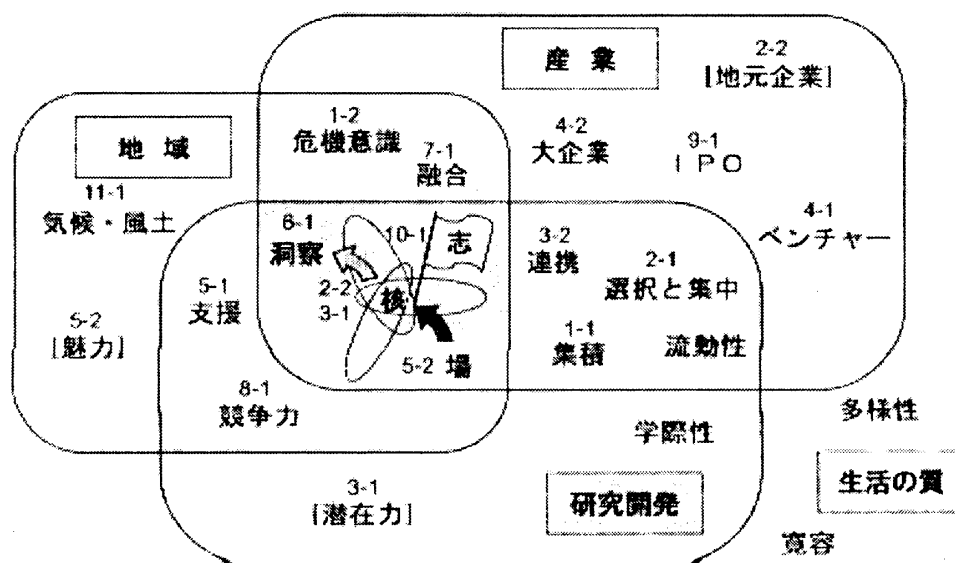 産 業
2-2
[地元企業]
1-2
危機意識
4-2
大企業
9-1
IPO
地 域
7-1
融合
11-1
気候・風土
6-1
洞察
10-1
志
3-2
連携
4-1
ベンチャー
2-1
選択と集中
5-1
支援
2-2
3-1
核
5-2
[魅力]
1-1
集積
流動性
5-2 場
8-1
競争力
多様性
学際性
3-1
[潜在力]
研究開発
生活の質
寛容